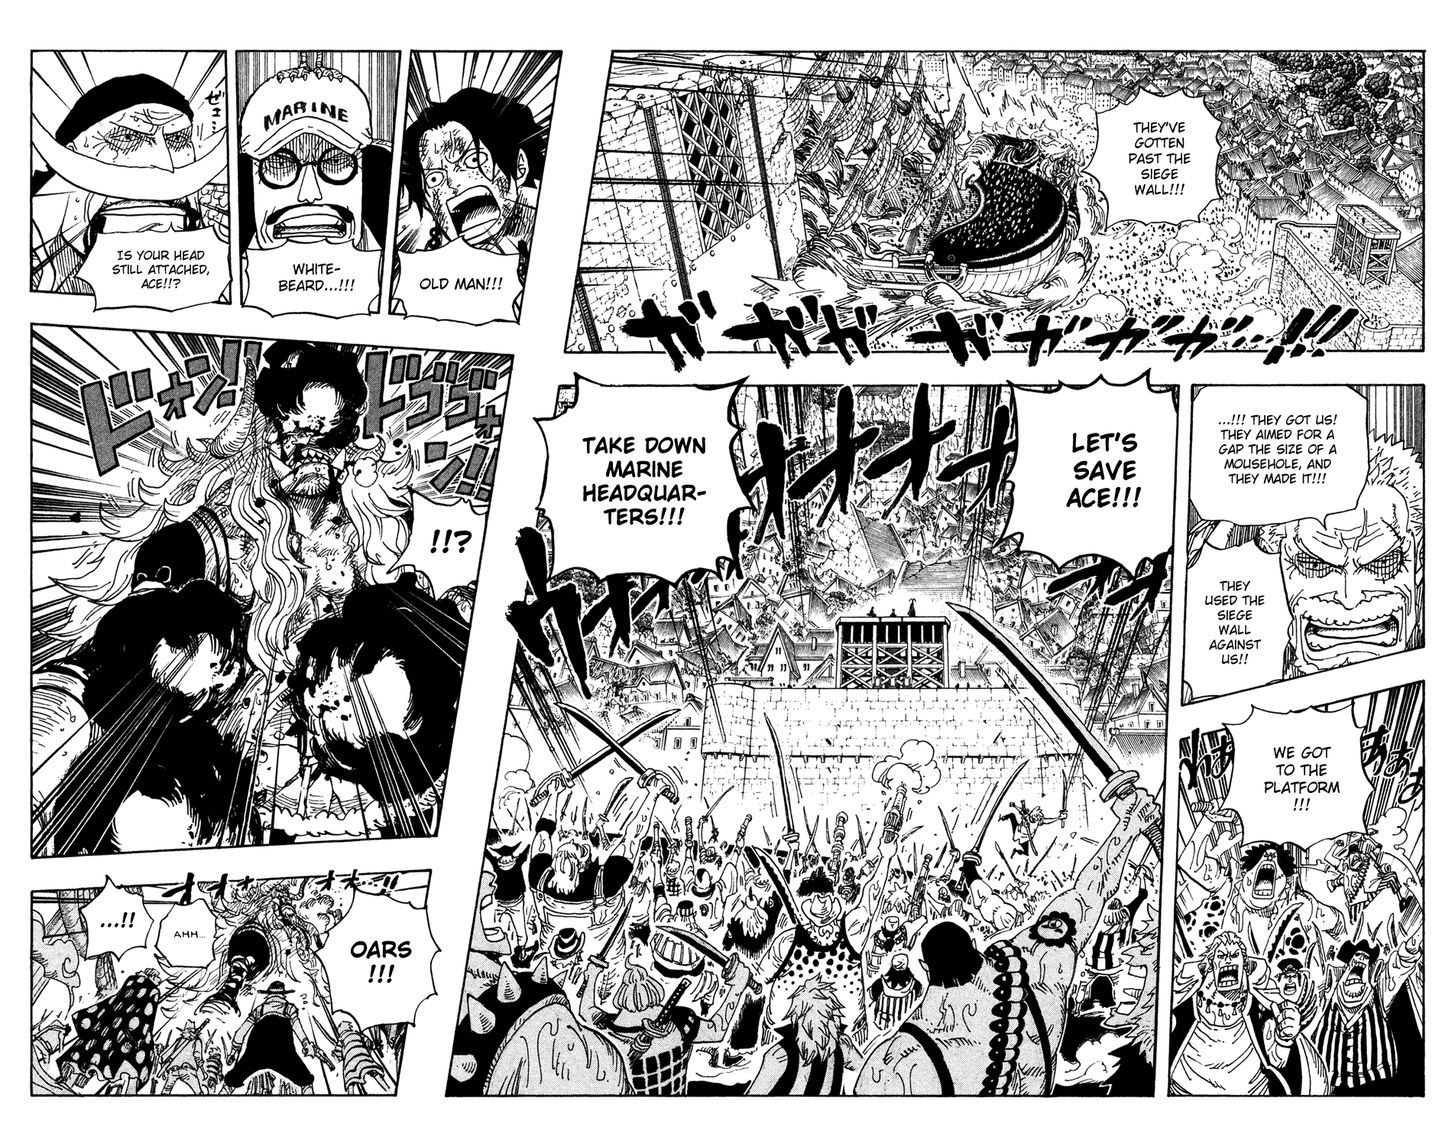 THEY'VE
GOTTEN
PAST THE
SIEGE
WALL!!!
ガガガガガガガ…!!!
...!!! THEY GOT US!
THEY AIMED FOR A
GAP THE SIZE OF A
MOUSEHOLE, AND
THEY MADE IT!!!
THEY
USED THE
SIEGE
WALL
AGAINST
US!!
WE GOT
TO THE
PLATFORM
!!!
LET'S
SAVE
ACE!!!
TAKE DOWN
MARINE
HEADQUAR-
TERS!!!
OLD MAN!!!
MARINE
WHITE-
BEARD...!!!
ゼェ…
IS YOUR HEAD
STILL ATTACHED,
ACE!!?
ドゥン!!
!!?
OARS
!!!
AHH...
...!!